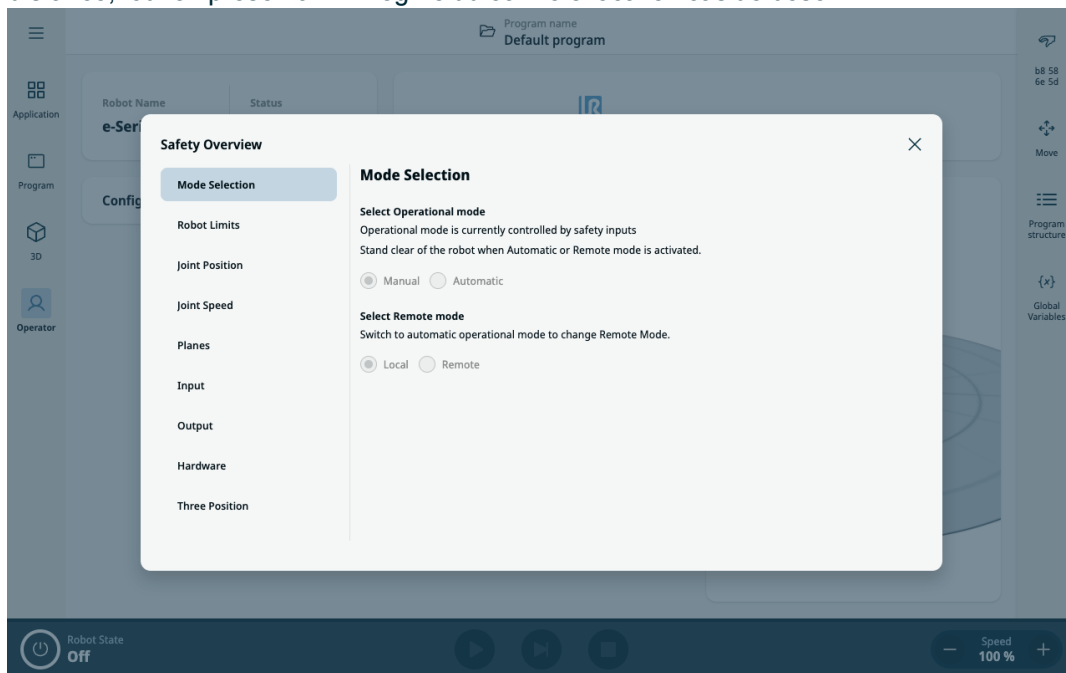 Program name
Default program
b8 58
6e 5d
Application
Robot Name
Status
e-Seri
Safety Overview
Move
Mode Selection
Mode Selection
Program
Config
Select Operational mode
Robot Limits
Operational mode is currently controlled by safety inputs
Program
structure
Stand clear of the robot when Automatic or Remote mode is activated.
3D
Joint Position
Manual
Automatic
{x}
Joint Speed
Select Remote mode
Global
Variables
Operator
Switch to automatic operational mode to change Remote Mode.
Planes
Local
Remote
Input
Output
Hardware
Three Position
Robot State
Off
Speed
100 %